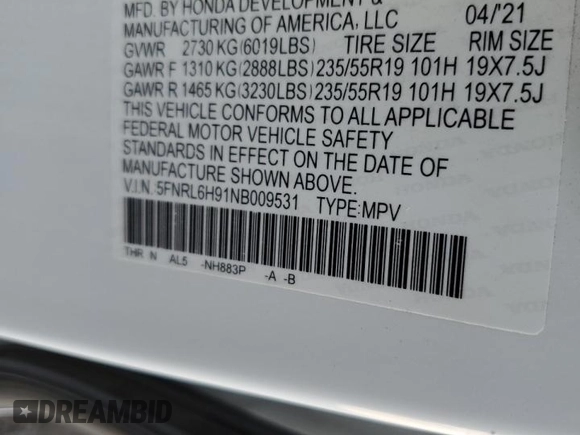 MFD. BY HONDA DEVELOPMENT &
MANUFACTURING OF AMERICA, LLC 04/'21
GVWR 2730 KG(6019LBS) TIRE SIZE RIM SIZE
GAWR F 1310 KG(2888LBS) 235/55R19 101H 19X7.5J
GAWR R 1465 KG(3230LBS) 235/55R19 101H 19X7.5J
THIS VEHICLE CONFORMS TO ALL APPLICABLE
FEDERAL MOTOR VEHICLE SAFETY
STANDARDS IN EFFECT ON THE DATE OF
MANUFACTURE SHOWN ABOVE.
V.I.N. 5FNRL6H91NB009531 TYPE:MPV
THR N AL5 -NH883P -A -B
DREAMBID